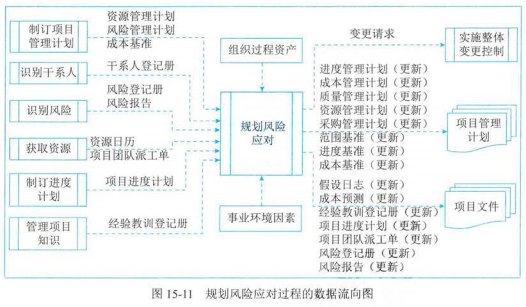 制订项目
管理计划
资源管理计划
风险管理计划
成本基准
识别干系人
干系人登记册
识别风险
风险登记册
风险报告
获取资源
资源日历
项目团队派工单
制订进度
计划
项目进度计划
管理项目
知识
经验教训登记册
组织过程资产
规划风险
应对
事业环境因素
变更请求
实施整体
变更控制
进度管理计划（更新）
成本管理计划（更新）
质量管理计划（更新）
资源管理计划（更新）
采购管理计划（更新）
范围基准（更新）
进度基准（更新）
成本基准（更新）
项目管理
计划
假设日志（更新）
成本预测（更新）
经验教训登记册（更新）
项目进度计划（更新）
项目团队派工单（更新）
风险登记册（更新）
风险报告（更新）
项目文件
图 15-11 规划风险应对过程的数据流向图